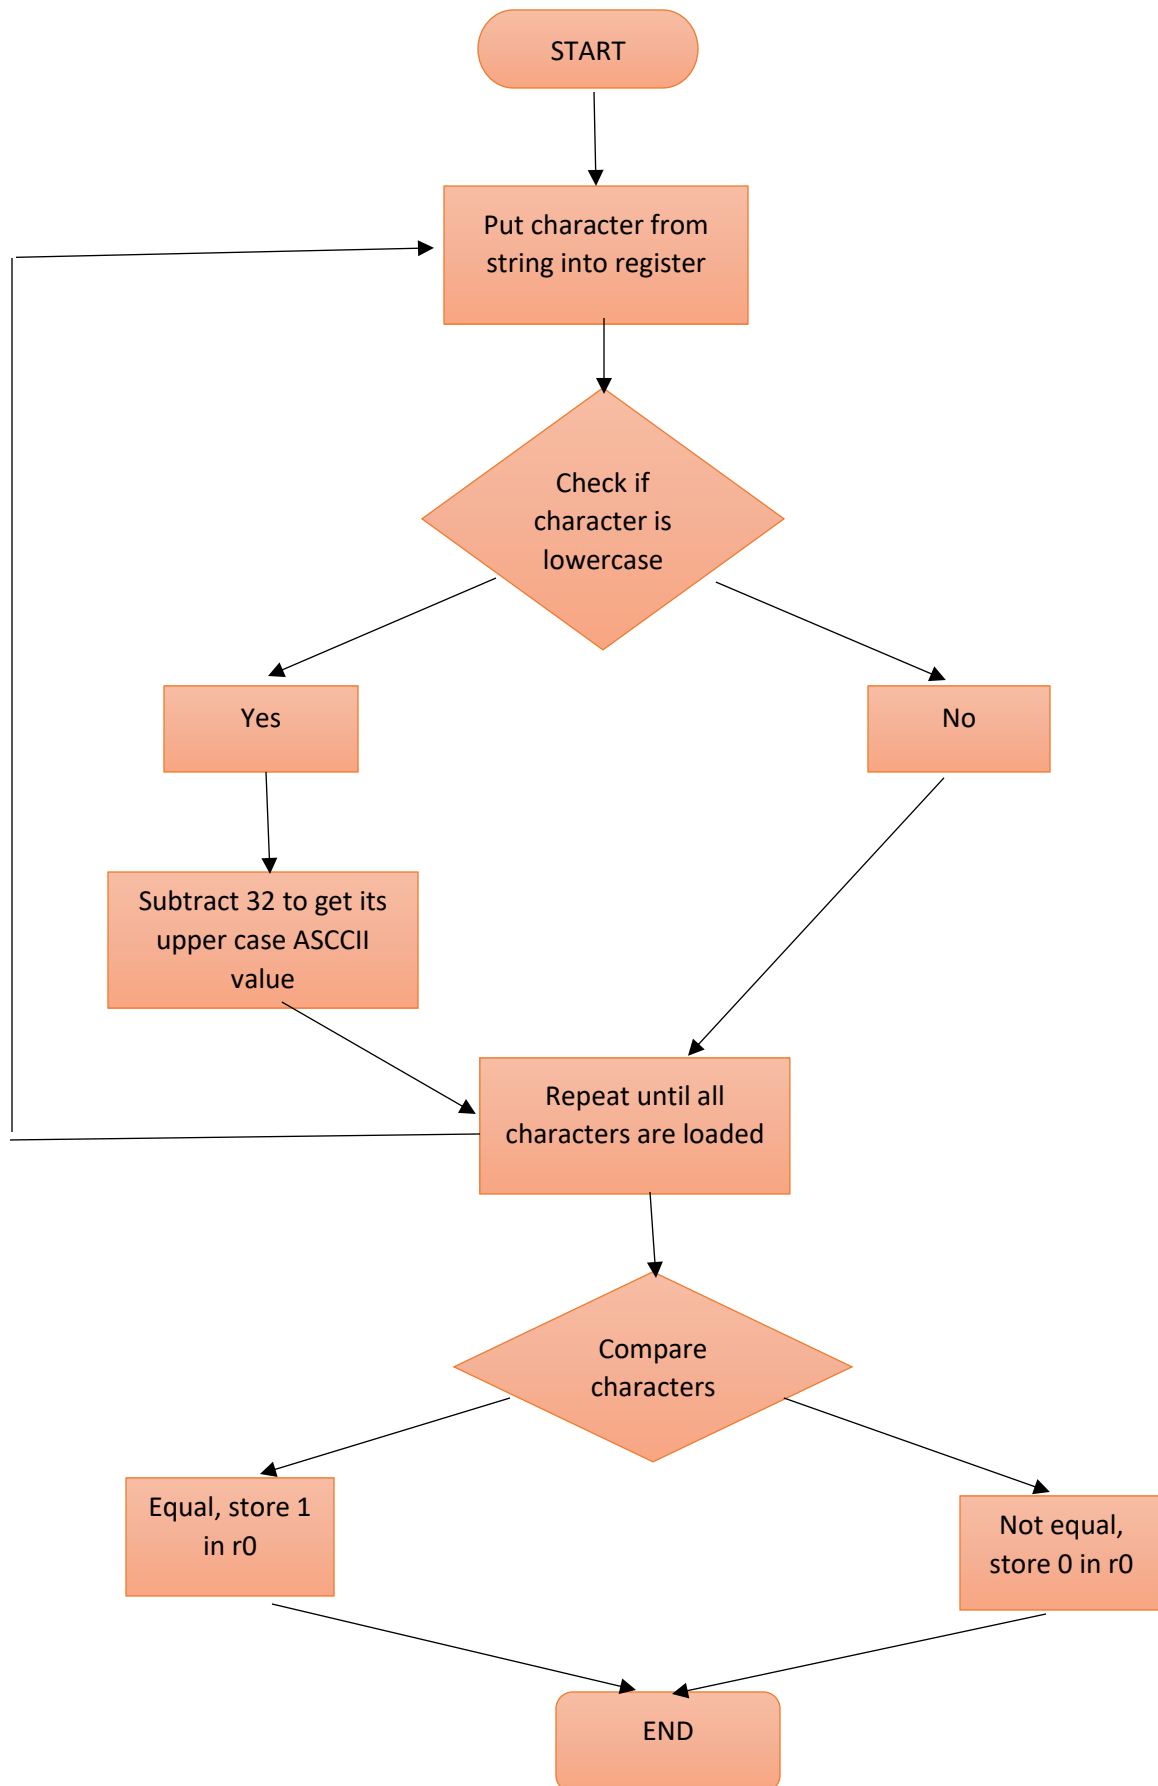 START
Put character from
string into register
Check if
character is
lowercase
Yes
No
Subtract 32 to get its
upper case ASCCII
value
Repeat until all
characters are loaded
Compare
characters
Equal, store 1
in r0
Not equal,
store 0 in r0
END